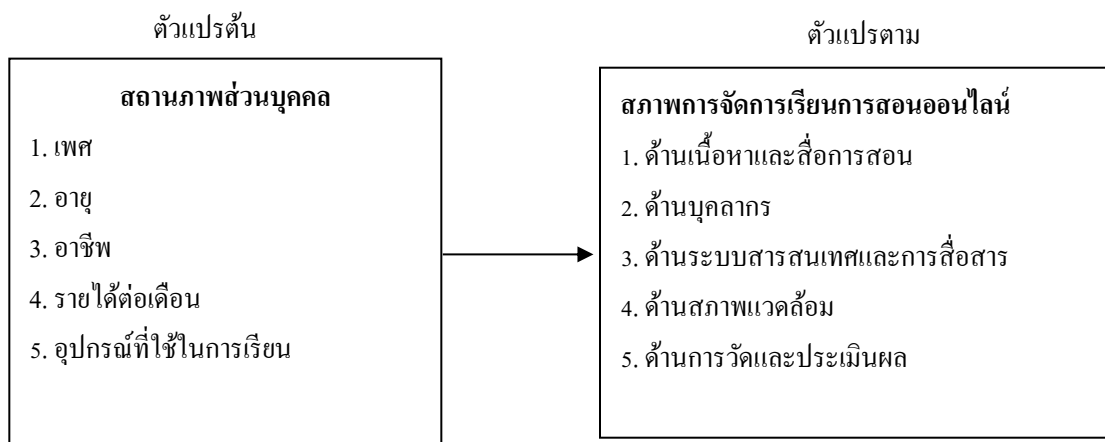 ตัวแปรต้น
สถานภาพส่วนบุคคล
1. เพศ
2. อายุ
3. อาชีพ
4. รายได้ต่อเดือน
5. อุปกรณ์ที่ใช้ในการเรียน
ตัวแปรตาม
สภาพการจัดการเรียนการสอนออนไลน์
1. ด้านเนื้อหาและสื่อการสอน
2. ด้านบุคลากร
3. ด้านระบบสารสนเทศและการสื่อสาร
4. ด้านสภาพแวดล้อม
5. ด้านการวัดและประเมินผล